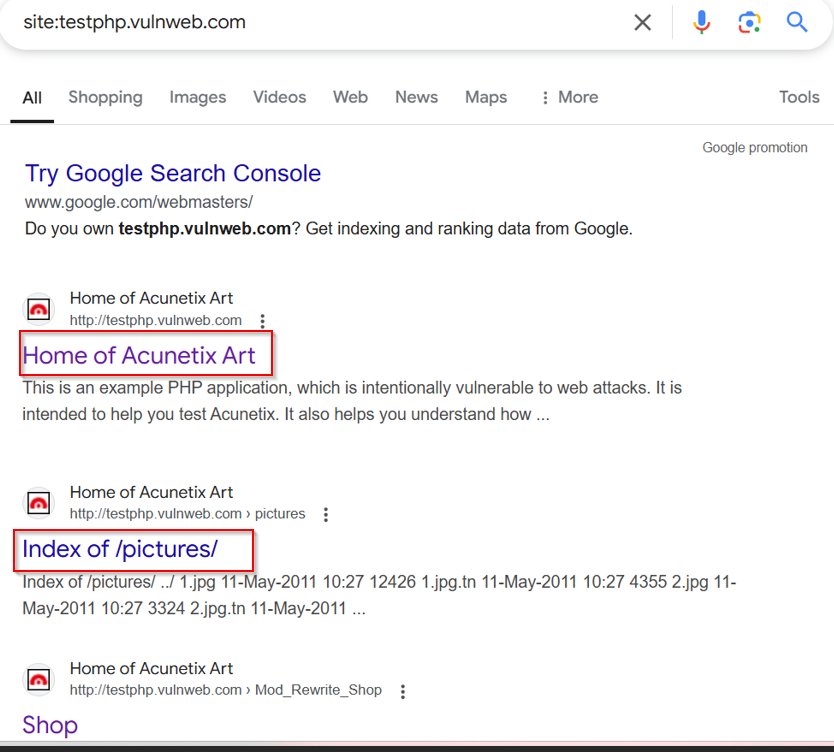 site:testphp.vulnweb.com
All Shopping Images Videos Web News Maps More Tools
Google promotion
Try Google Search Console
www.google.com/webmasters/
Do you own testphp.vulnweb.com? Get indexing and ranking data from Google.
Home of Acunetix Art
http://testphp.vulnweb.com
Home of Acunetix Art
This is an example PHP application, which is intentionally vulnerable to web attacks. It is
intended to help you test Acunetix. It also helps you understand how ...
Home of Acunetix Art
http://testphp.vulnweb.com › pictures
Index of /pictures/
Index of /pictures/ ../ 1.jpg 11-May-2011 10:27 12426 1.jpg.tn 11-May-2011 10:27 4355 2.jpg 11-
May-2011 10:27 3324 2.jpg.tn 11-May-2011 ...
Home of Acunetix Art
http://testphp.vulnweb.com › Mod_Rewrite_Shop
Shop